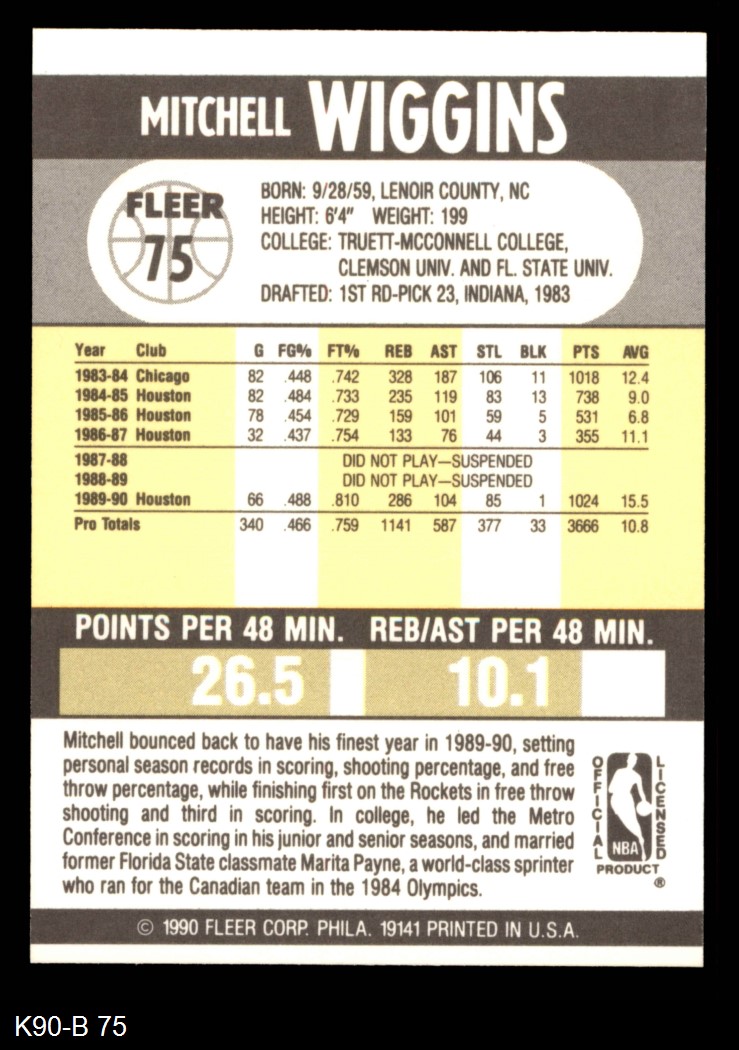 MITCHELL WIGGINS
FLEER
75
BORN: 9/28/59, LENOIR COUNTY, NC
HEIGHT: 6'4" WEIGHT: 199
COLLEGE: TRUETT-MCCONNELL COLLEGE,
CLEMSON UNIV. AND FL. STATE UNIV.
DRAFTED: 1ST RD-PICK 23, INDIANA, 1983
Year Club G FG% FT% REB AST STL BLK PTS AVG
1983-84 Chicago 82 .448 .742 328 187 106 11 1018 12.4
1984-85 Houston 82 .484 .733 235 119 83 13 738 9.0
1985-86 Houston 78 .454 .729 159 101 59 5 531 6.8
1986-87 Houston 32 .437 .754 133 76 44 3 355 11.1
1987-88 DID NOT PLAY—SUSPENDED
1988-89 DID NOT PLAY—SUSPENDED
1989-90 Houston 66 .488 .810 286 104 85 1 1024 15.5
Pro Totals 340 .466 .759 1141 587 377 33 3666 10.8
POINTS PER 48 MIN. REB/AST PER 48 MIN.
26.5 10.1
Mitchell bounced back to have his finest year in 1989-90, setting
personal season records in scoring, shooting percentage, and free
throw percentage, while finishing first on the Rockets in free throw
shooting and third in scoring. In college, he led the Metro
Conference in scoring in his junior and senior seasons, and married
former Florida State classmate Marita Payne, a world-class sprinter
who ran for the Canadian team in the 1984 Olympics.
OFFICIAL
LICENSED
NBA
PRODUCT
®
© 1990 FLEER CORP. PHILA. 19141 PRINTED IN U.S.A.
K90-B 75